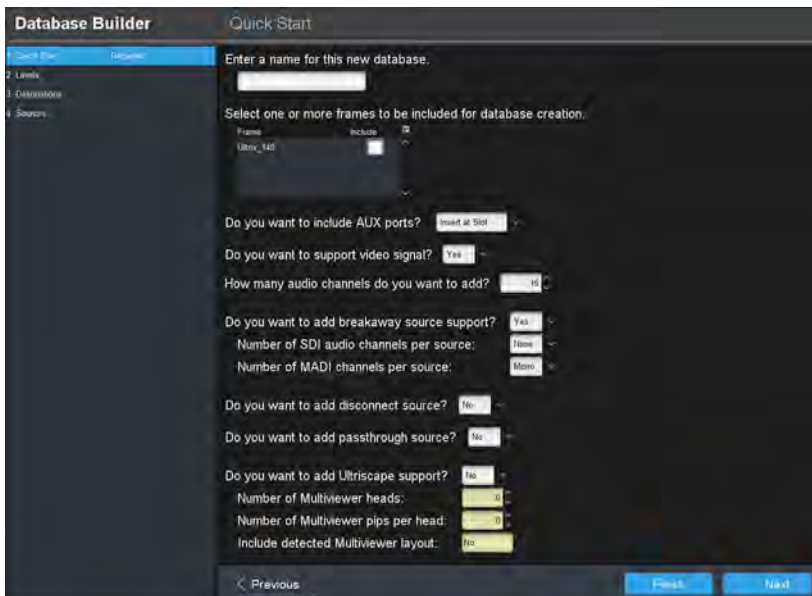 Database Builder
Quick Start
1 Quick Start Required
2 Levels
3 Destinations
4 Sources
Enter a name for this new database.
Select one or more frames to be included for database creation.
Frame Include
Ultrix_140
Do you want to include AUX ports? Insert at Slot
Do you want to support video signal? Yes
How many audio channels do you want to add? 16
Do you want to add breakaway source support? Yes
Number of SDI audio channels per source: None
Number of MADI channels per source: Mono
Do you want to add disconnect source? No
Do you want to add passthrough source? No
Do you want to add Ultriscape support? No
Number of Multiviewer heads: 0
Number of Multiviewer pips per head: 0
Include detected Multiviewer layout: No
< Previous
Finish
Next